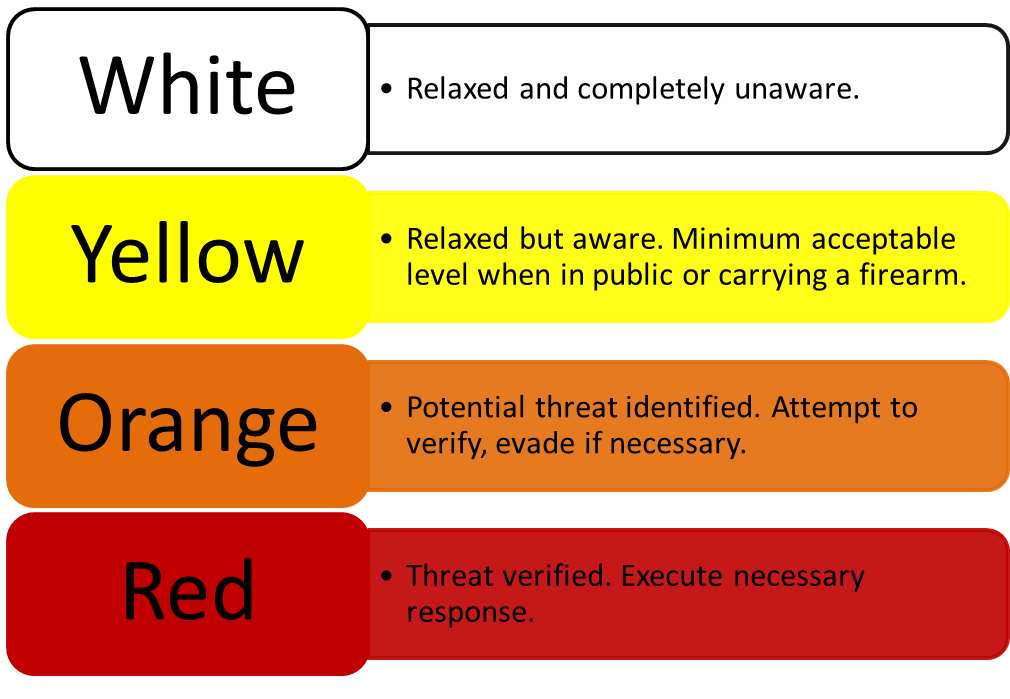 White
• Relaxed and completely unaware.
Yellow
• Relaxed but aware. Minimum acceptable
level when in public or carrying a firearm.
Orange
• Potential threat identified. Attempt to
verify, evade if necessary.
Red
• Threat verified. Execute necessary
response.